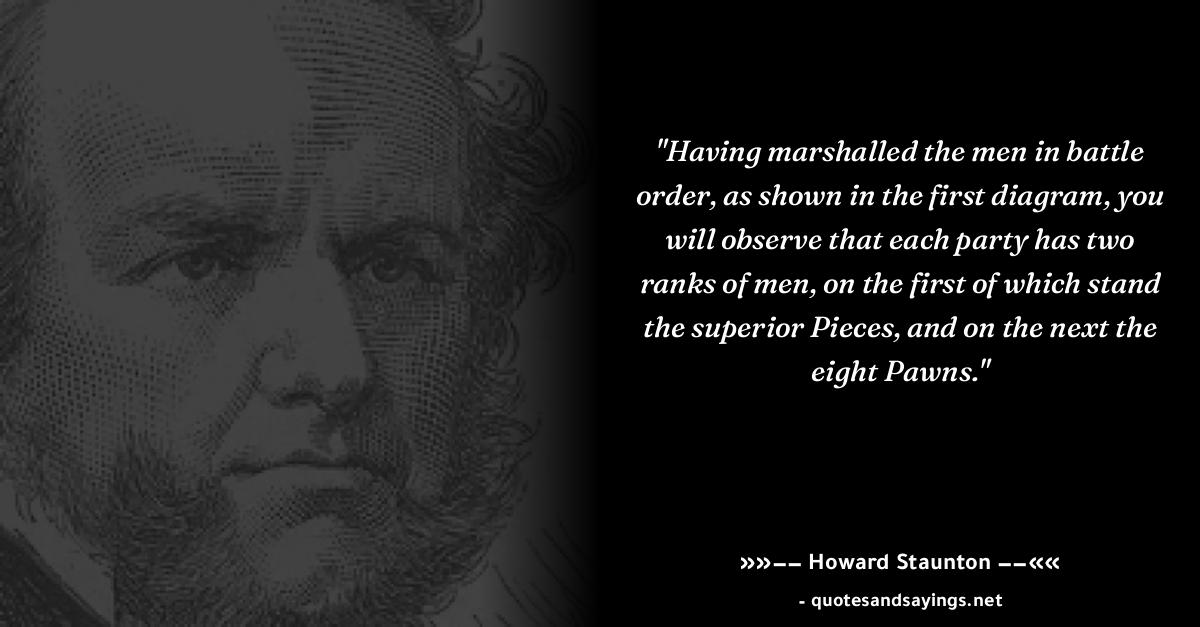 "Having marshalled the men in battle
order, as shown in the first diagram, you
will observe that each party has two
ranks of men, on the first of which stand
the superior Pieces, and on the next the
eight Pawns."
»»-- Howard Staunton --««
- quotesandsayings.net